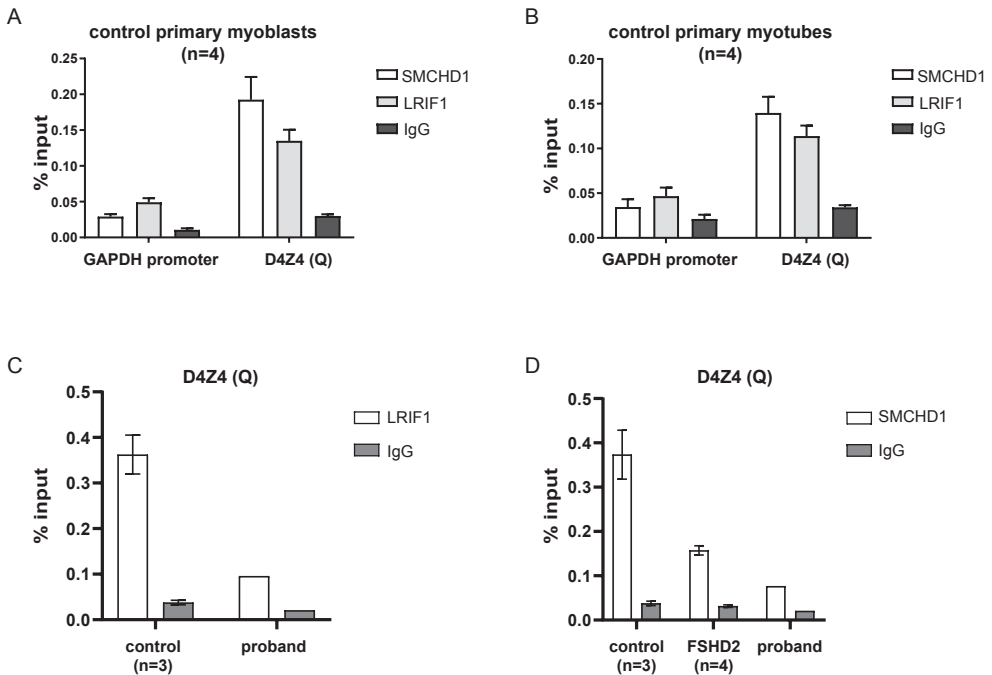 A
control primary myoblasts
(n=4)
% input
0.25
0.20
0.15
0.10
0.05
0.00
GAPDH promoter
D4Z4 (Q)
SMCHD1
LRIF1
IgG
B
control primary myotubes
(n=4)
% input
0.20
0.15
0.10
0.05
0.00
GAPDH promoter
D4Z4 (Q)
SMCHD1
LRIF1
IgG
C
D4Z4 (Q)
% input
0.5
0.4
0.3
0.2
0.1
0.0
control
(n=3)
proband
LRIF1
IgG
D
D4Z4 (Q)
% input
0.5
0.4
0.3
0.2
0.1
0.0
control
(n=3)
FSHD2
(n=4)
proband
SMCHD1
IgG